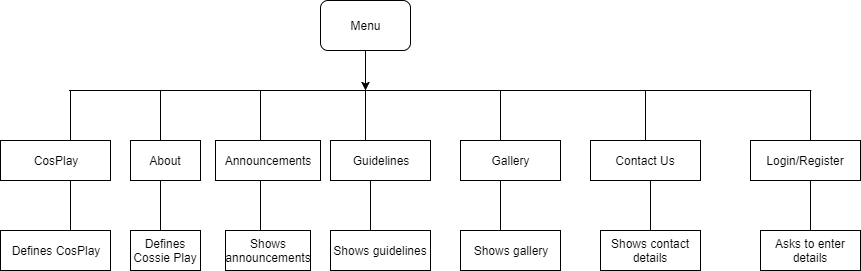 Menu
CosPlay
About
Announcements
Guidelines
Gallery
Contact Us
Login/Register
Defines CosPlay
Defines
Cossie Play
Shows
announcements
Shows guidelines
Shows gallery
Shows contact
details
Asks to enter
details